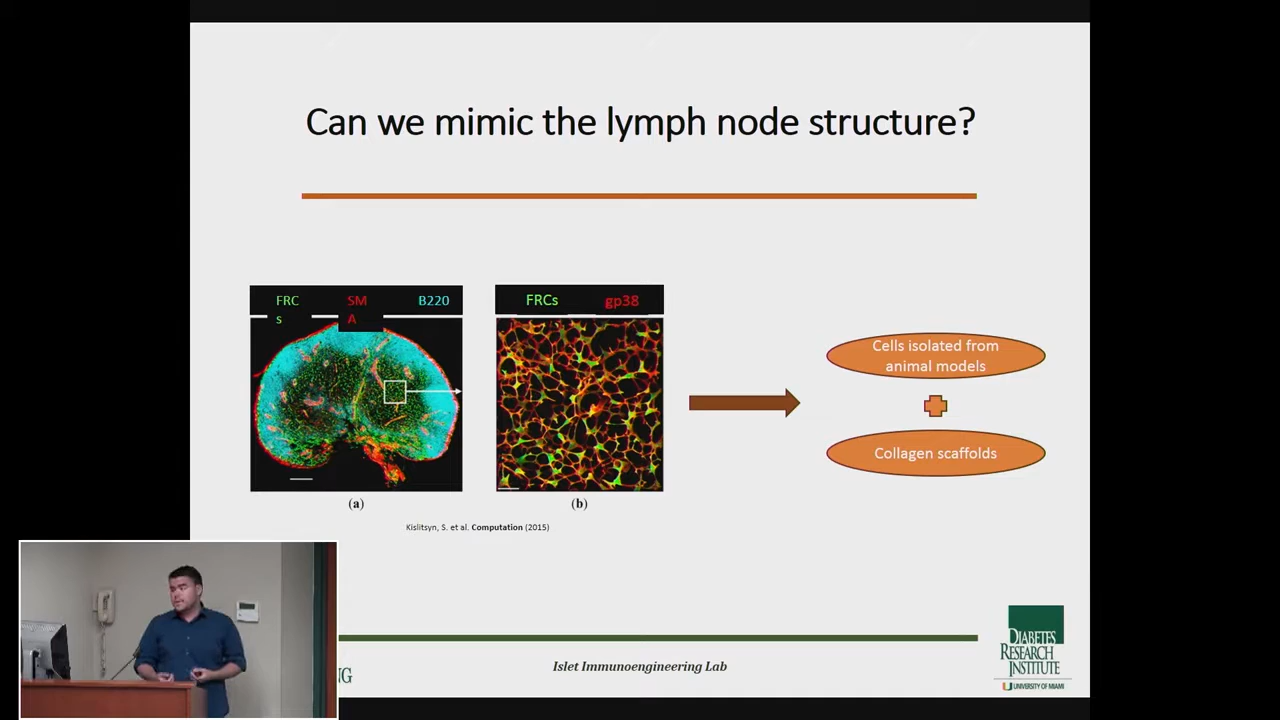 Can we mimic the lymph node structure?
FRC
s
SM
A
B220
FRCs
gp38
(a)
(b)
Kislitsyn, S. et al. Computation (2015)
Cells isolated from
animal models
Collagen scaffolds
NG
Islet Immunoengineering Lab
DIABETES
RESEARCH
INSTITUTE
UNIVERSITY OF MIAMI